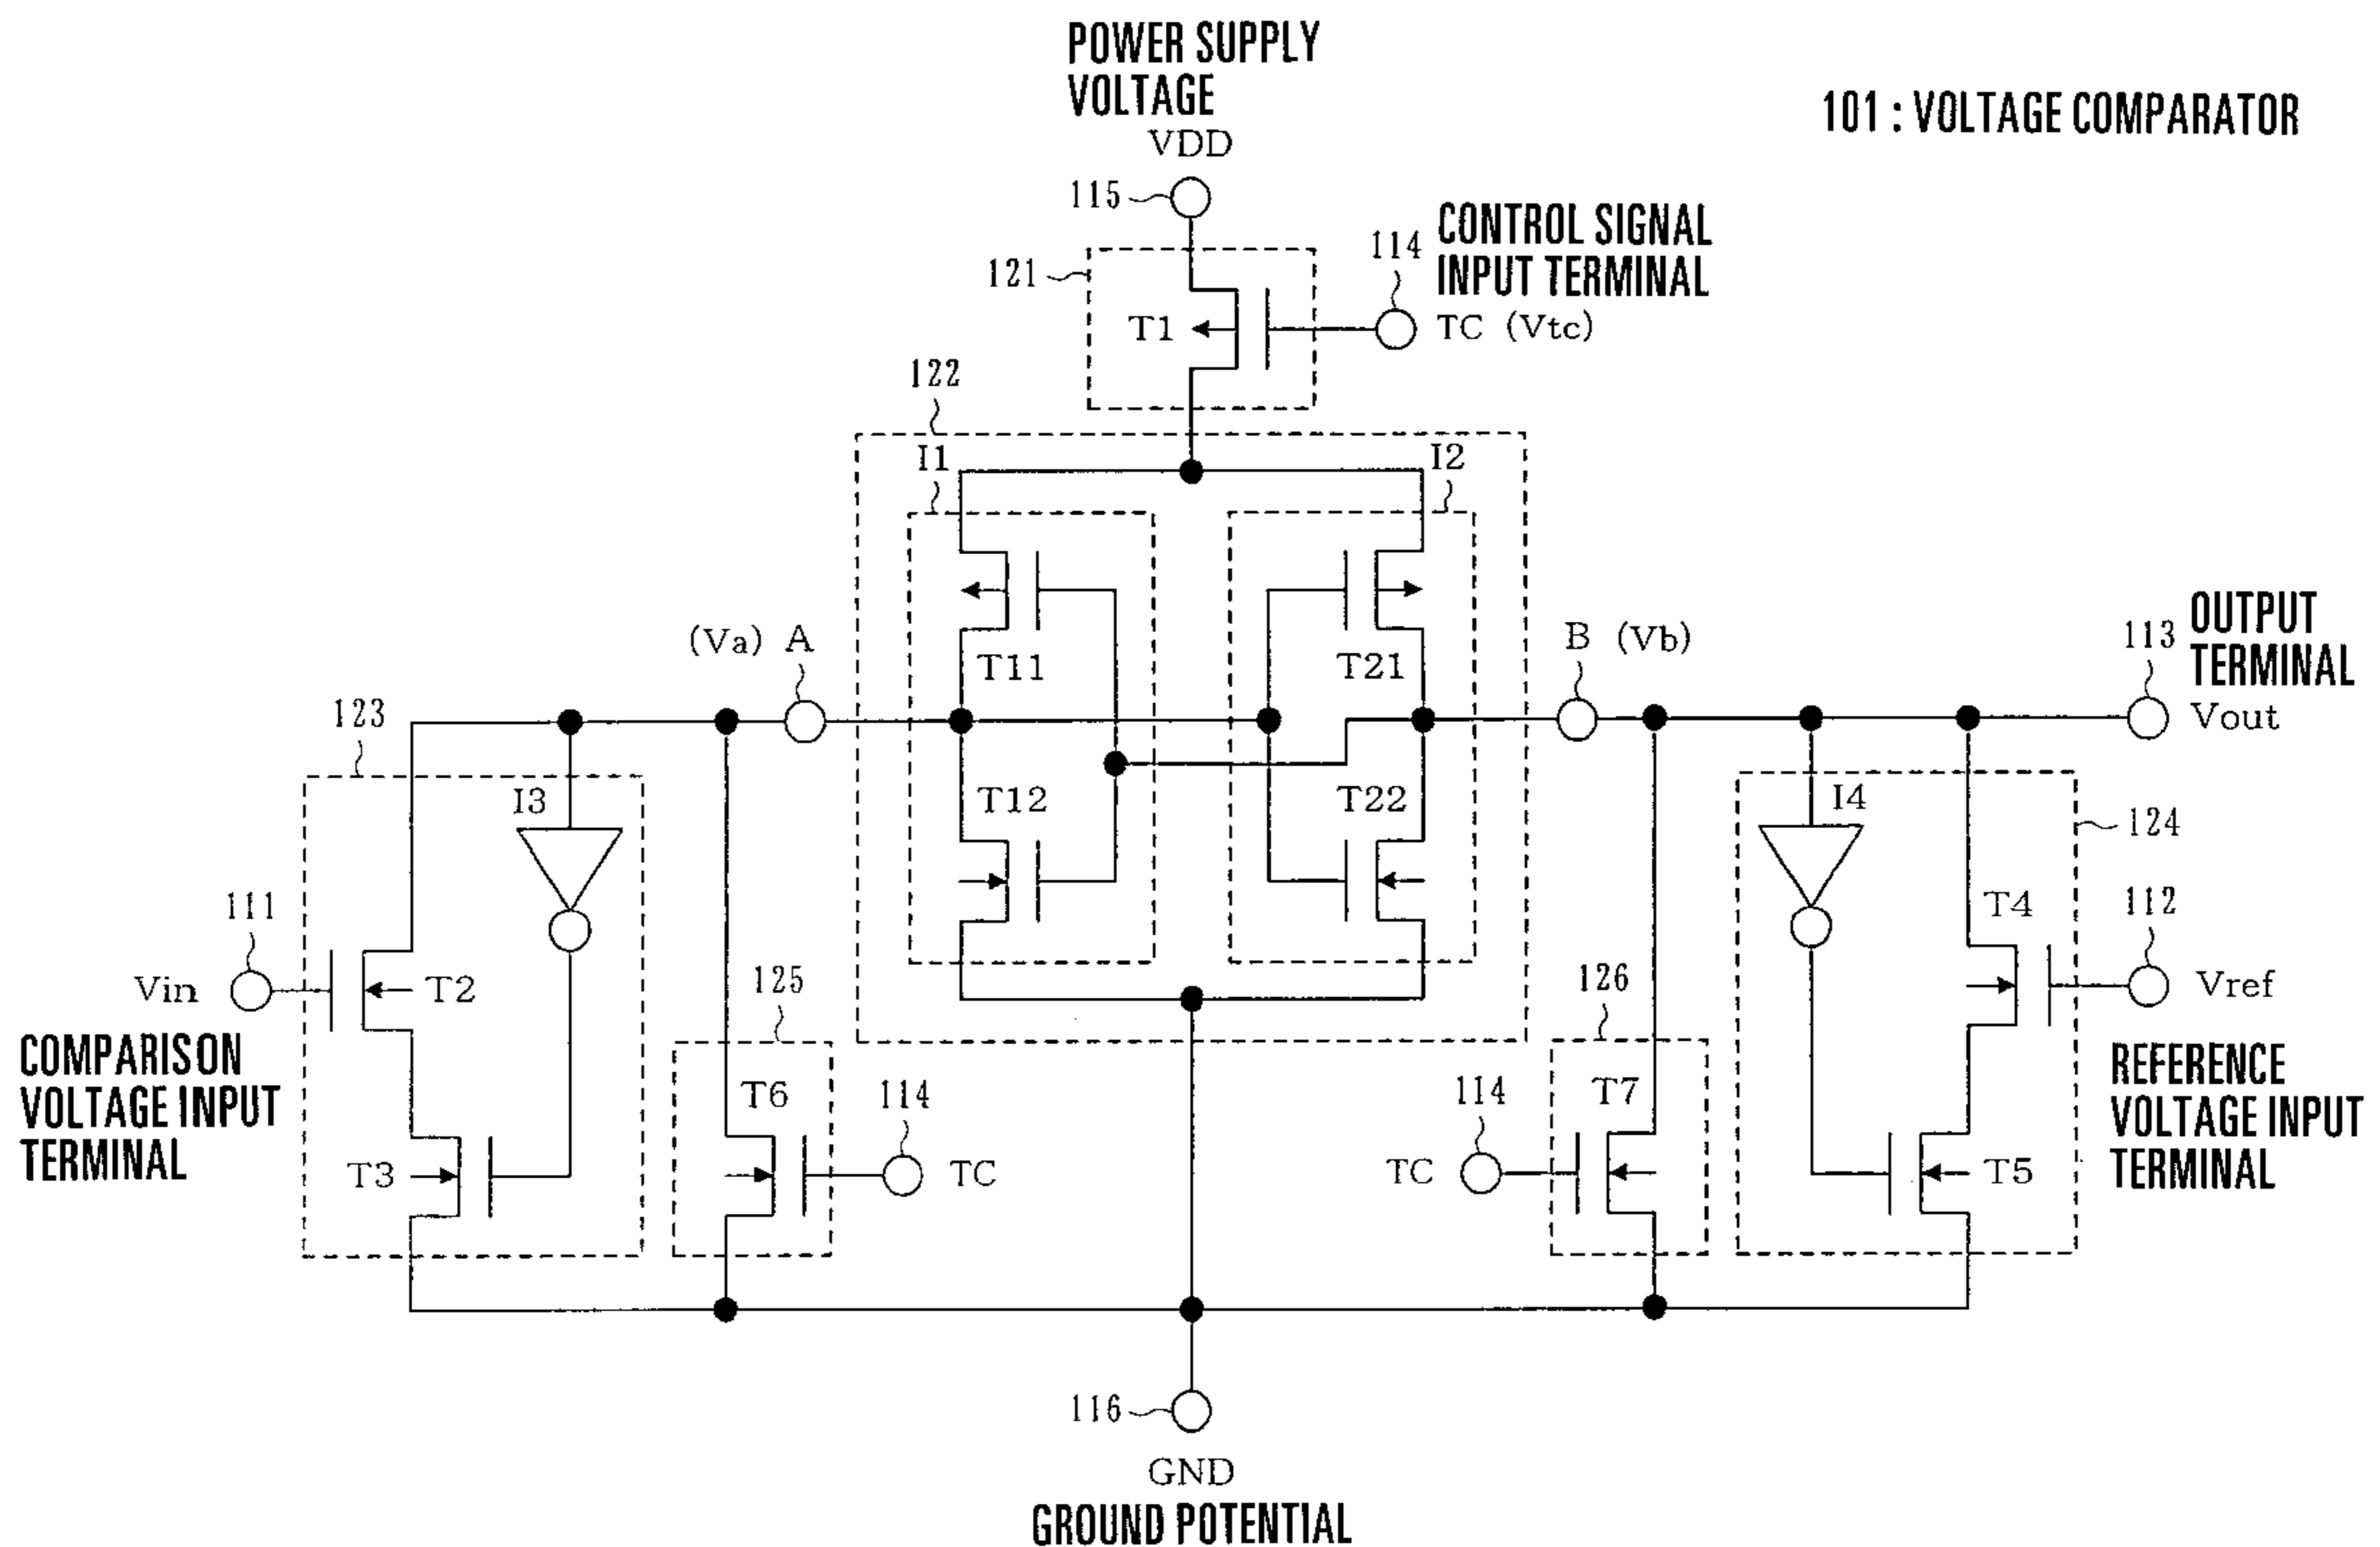 POWER SUPPLY
VOLTAGE
VDD
101 : VOLTAGE COMPARATOR
115
121
T1
114
CONTROL SIGNAL
INPUT TERMINAL
TC (Vtc)
122
I1
I2
T11
T21
(Va) A
B (Vb)
113
OUTPUT
TERMINAL
Vout
123
I3
T12
T22
I4
124
111
Vin
T2
COMPARISON
VOLTAGE INPUT
TERMINAL
T3
125
T6
114
TC
126
T7
114
TC
T4
112
Vref
REFERENCE
VOLTAGE INPUT
TERMINAL
T5
116
GND
GROUND POTENTIAL